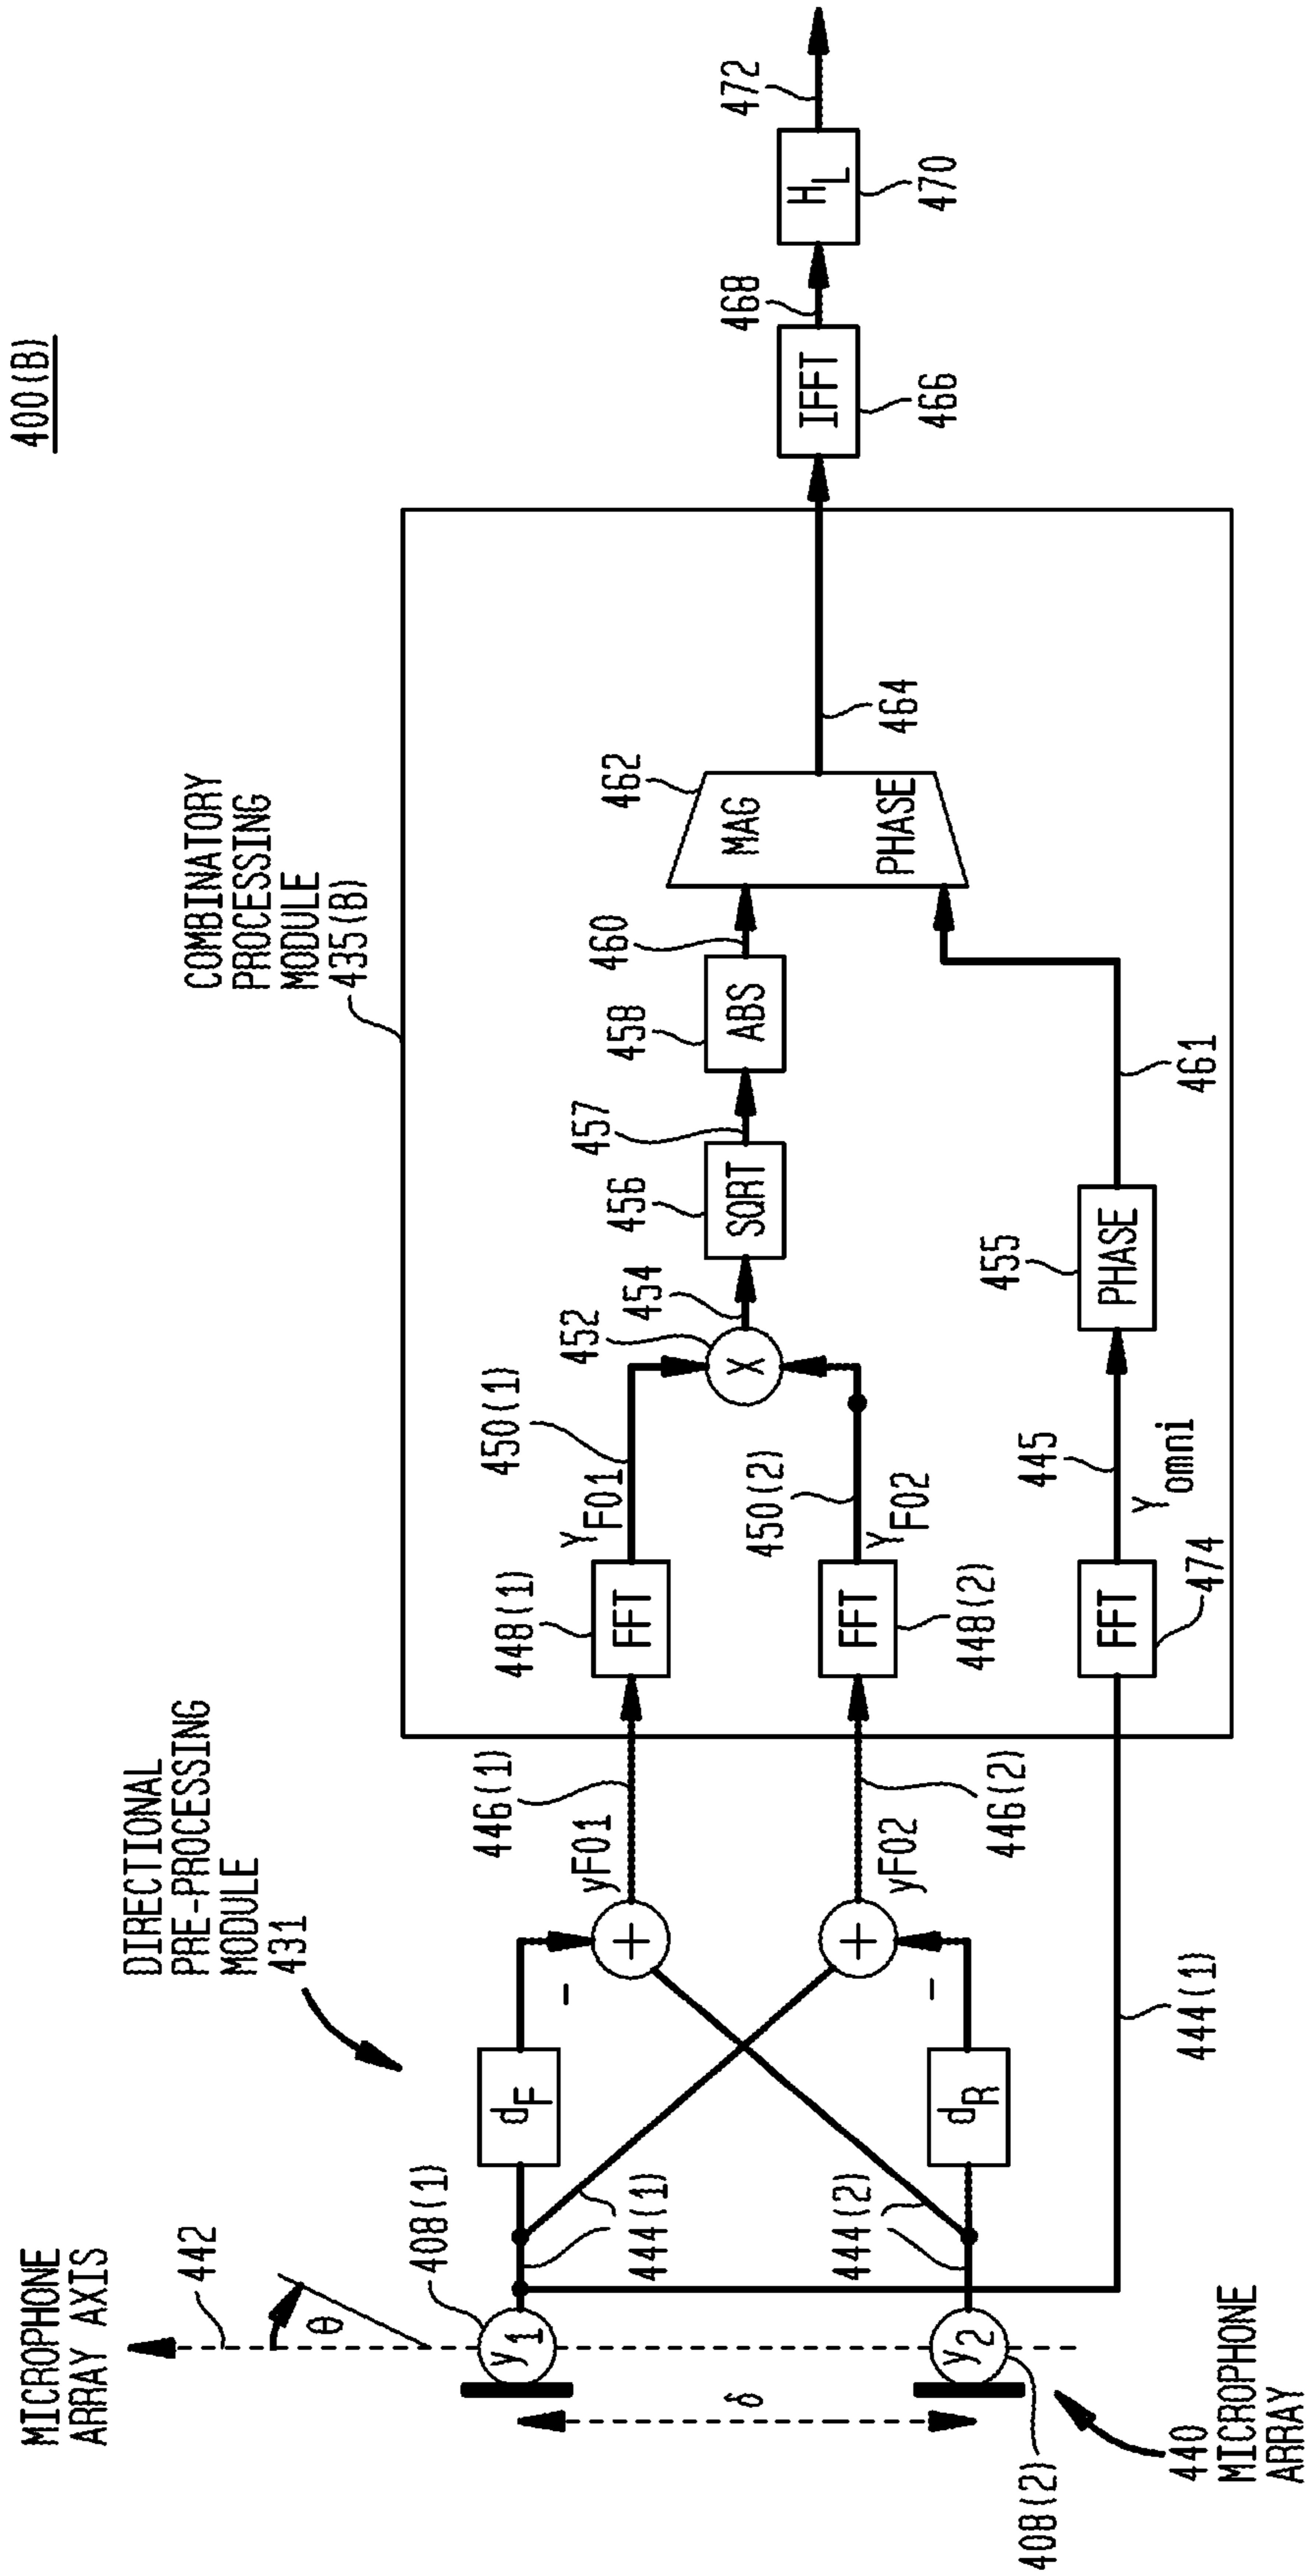 400(B)
COMBINATORY
PROCESSING
MODULE
435(B)
DIRECTIONAL
PRE-PROCESSING
MODULE
431
MICROPHONE
ARRAY AXIS
442
θ
408(1)
y1
δ
y2
408(2)
440
MICROPHONE
ARRAY
444(1)
444(2)
444(1)
dF
dR
−
−
+
+
yF01
446(1)
yF02
446(2)
448(1)
FFT
FFT
448(2)
FFT
474
YF01
450(1)
450(2)
YF02
445
Yomni
452
X
454
455
PHASE
456
SQRT
457
458
ABS
460
461
462
MAG
PHASE
464
IFFT
466
468
HL
470
472